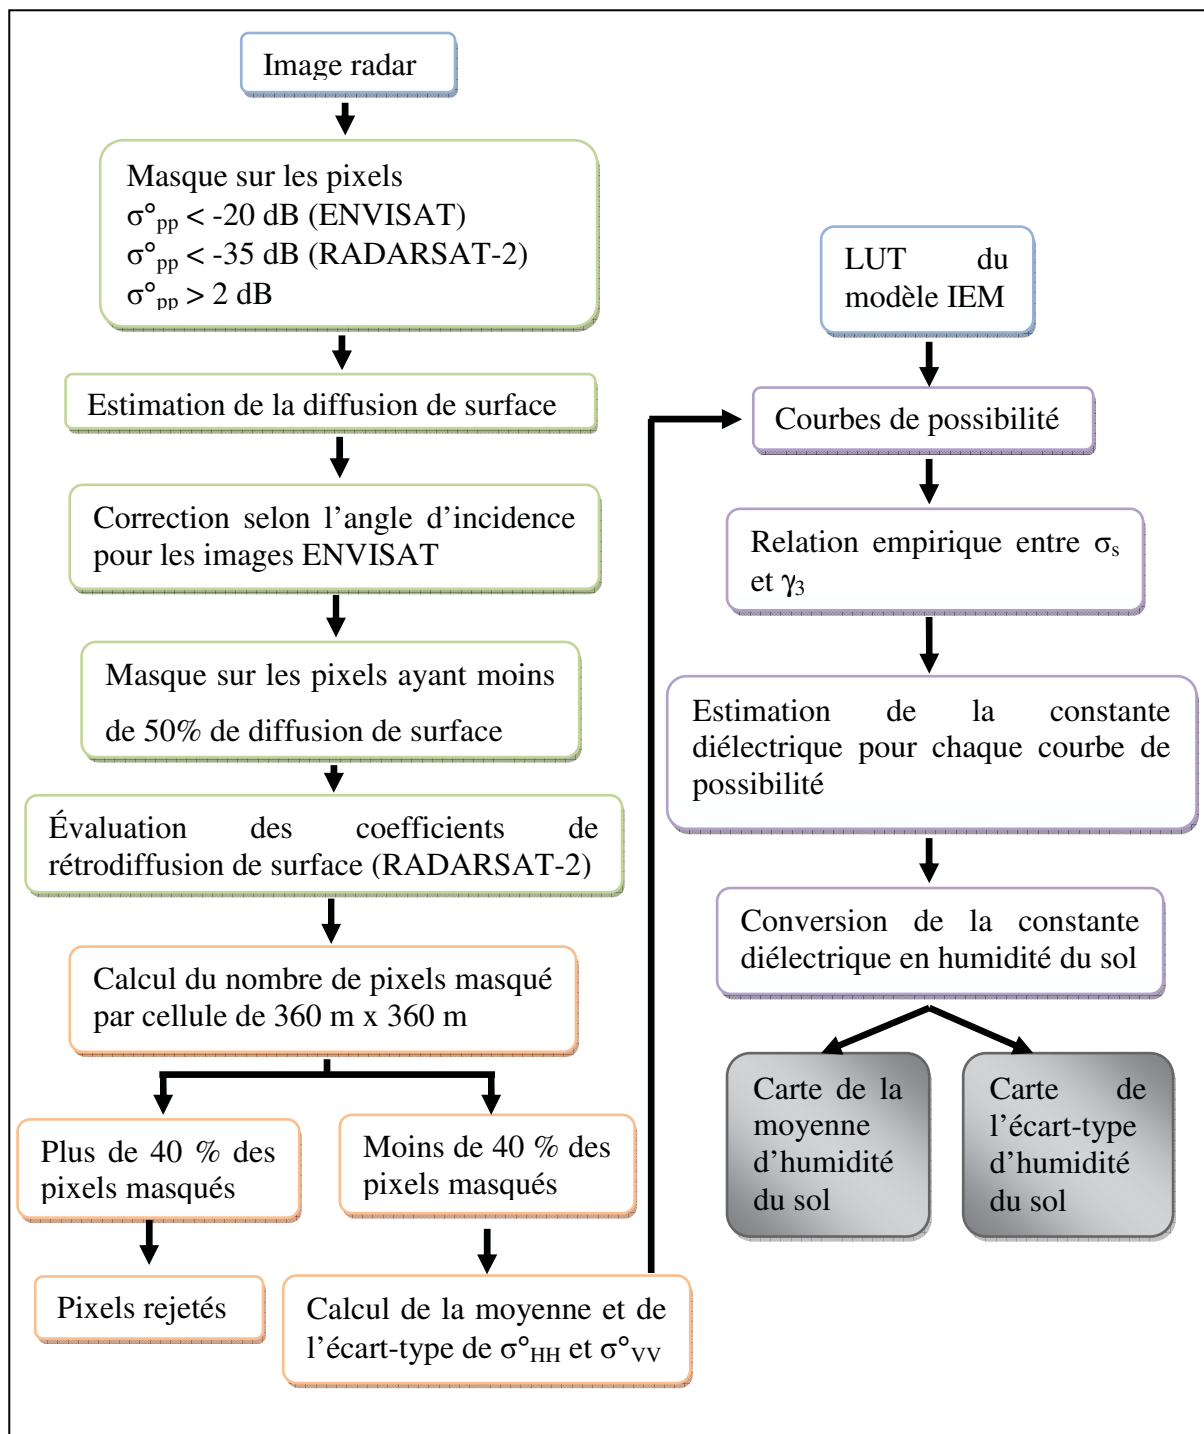 Image radar
Masque sur les pixels
σ°pp < -20 dB (ENVISAT)
σ°pp < -35 dB (RADARSAT-2)
σ°pp > 2 dB
Estimation de la diffusion de surface
Correction selon l'angle d'incidence
pour les images ENVISAT
Masque sur les pixels ayant moins
de 50% de diffusion de surface
Évaluation des coefficients de
rétrodiffusion de surface (RADARSAT-2)
Calcul du nombre de pixels masqué
par cellule de 360 m x 360 m
Plus de 40 % des
pixels masqués
Moins de 40 % des
pixels masqués
Pixels rejetés
Calcul de la moyenne et de
l'écart-type de σ°HH et σ°VV
LUT du
modèle IEM
Courbes de possibilité
Relation empirique entre σs
et γ3
Estimation de la constante
diélectrique pour chaque courbe de
possibilité
Conversion de la constante
diélectrique en humidité du sol
Carte de la
moyenne
d'humidité
du sol
Carte de
l'écart-type
d'humidité
du sol